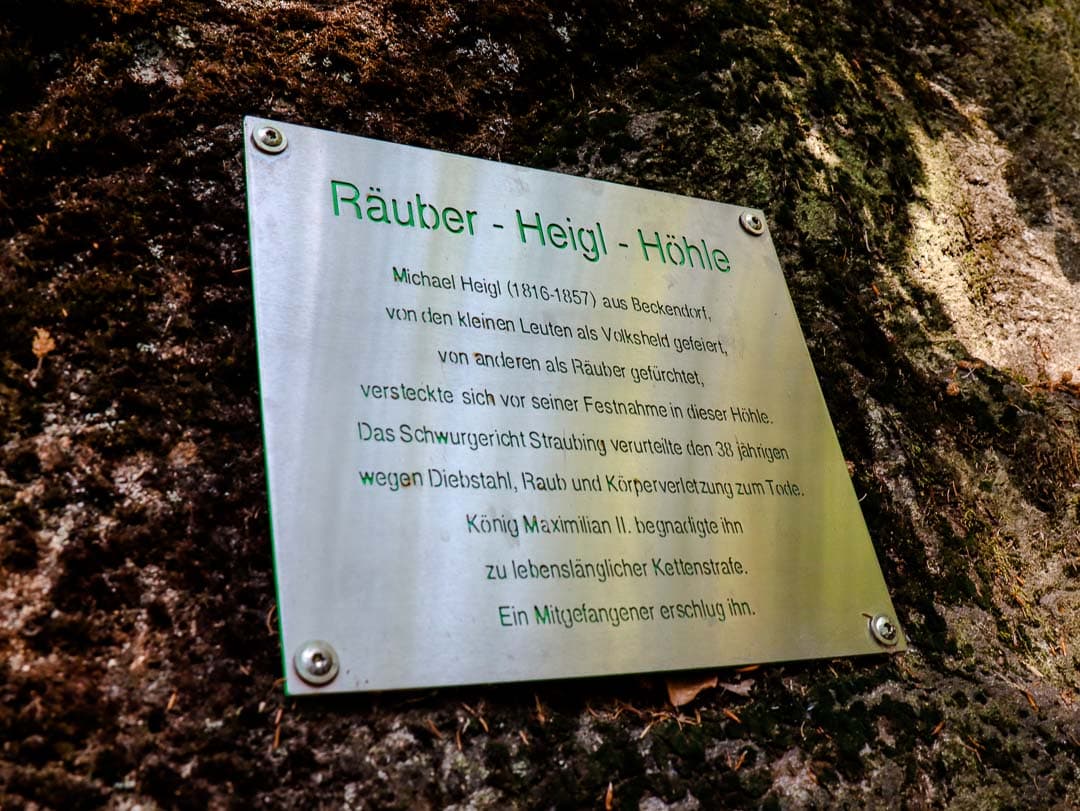 Räuber - Heigl - Höhle
Michael Heigl (1816-1857) aus Beckendorf,
von den kleinen Leuten als Volksheld gefeiert,
von anderen als Räuber gefürchtet,
versteckte sich vor seiner Festnahme in dieser Höhle.
Das Schwurgericht Straubing verurteilte den 38 jährigen
wegen Diebstahl, Raub und Körperverletzung zum Tode.
König Maximilian II. begnadigte ihn
zu lebenslänglicher Kettenstrafe.
Ein Mitgefangener erschlug ihn.